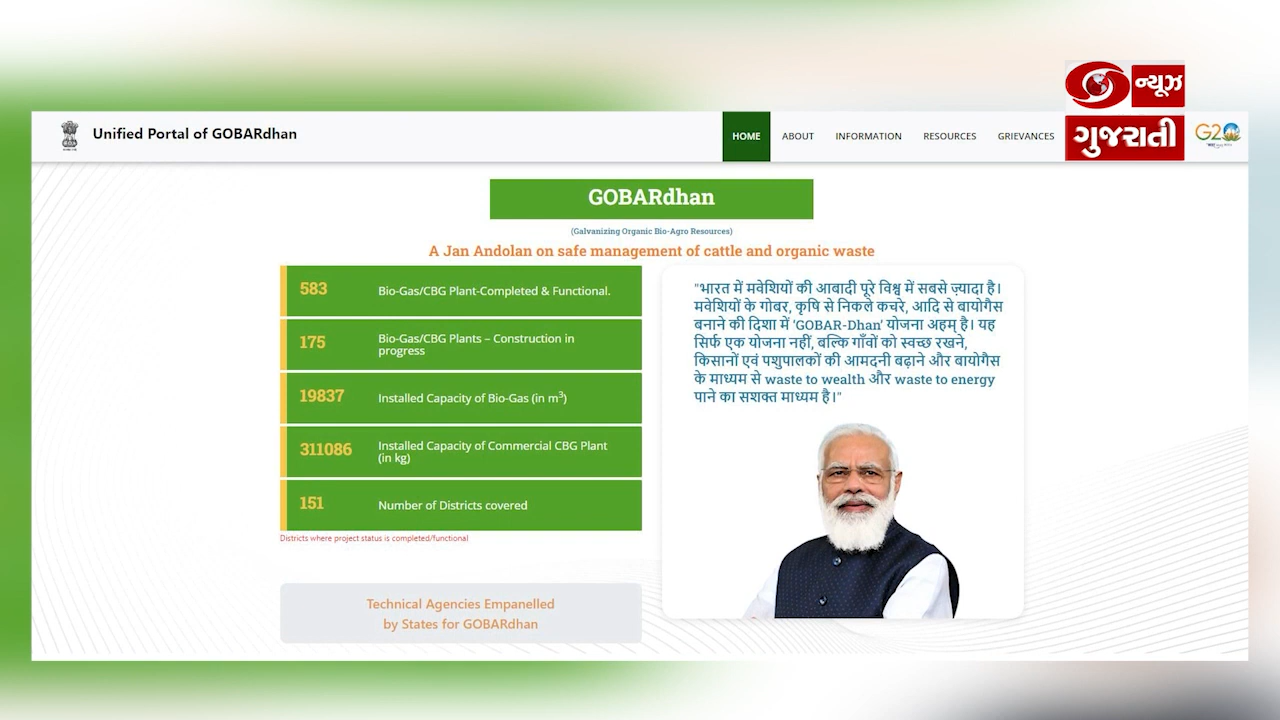 न्यूझ
ગુજરાતી
Unified Portal of GOBARdhan
HOME
ABOUT
INFORMATION
RESOURCES
GRIEVANCES
G20
GOBARdhan
(Galvanizing Organic Bio-Agro Resources)
A Jan Andolan on safe management of cattle and organic waste
583
Bio-Gas/CBG Plant-Completed & Functional.
175
Bio-Gas/CBG Plants – Construction in
progress
19837
Installed Capacity of Bio-Gas (in m³)
311086
Installed Capacity of Commercial CBG Plant
(in kg)
151
Number of Districts covered
Districts where project status is completed/functional
Technical Agencies Empanelled
by States for GOBARdhan
"भारत में मवेशियों की आबादी पूरे विश्व में सबसे ज़्यादा है।
मवेशियों के गोबर, कृषि से निकले कचरे, आदि से बायोगैस
बनाने की दिशा में 'GOBAR-Dhan' योजना अहम् है। यह
सिर्फ एक योजना नहीं, बल्कि गाँवों को स्वच्छ रखने,
किसानों एवं पशुपालकों की आमदनी बढ़ाने और बायोगैस
के माध्यम से waste to wealth और waste to energy
पाने का सशक्त माध्यम है।"